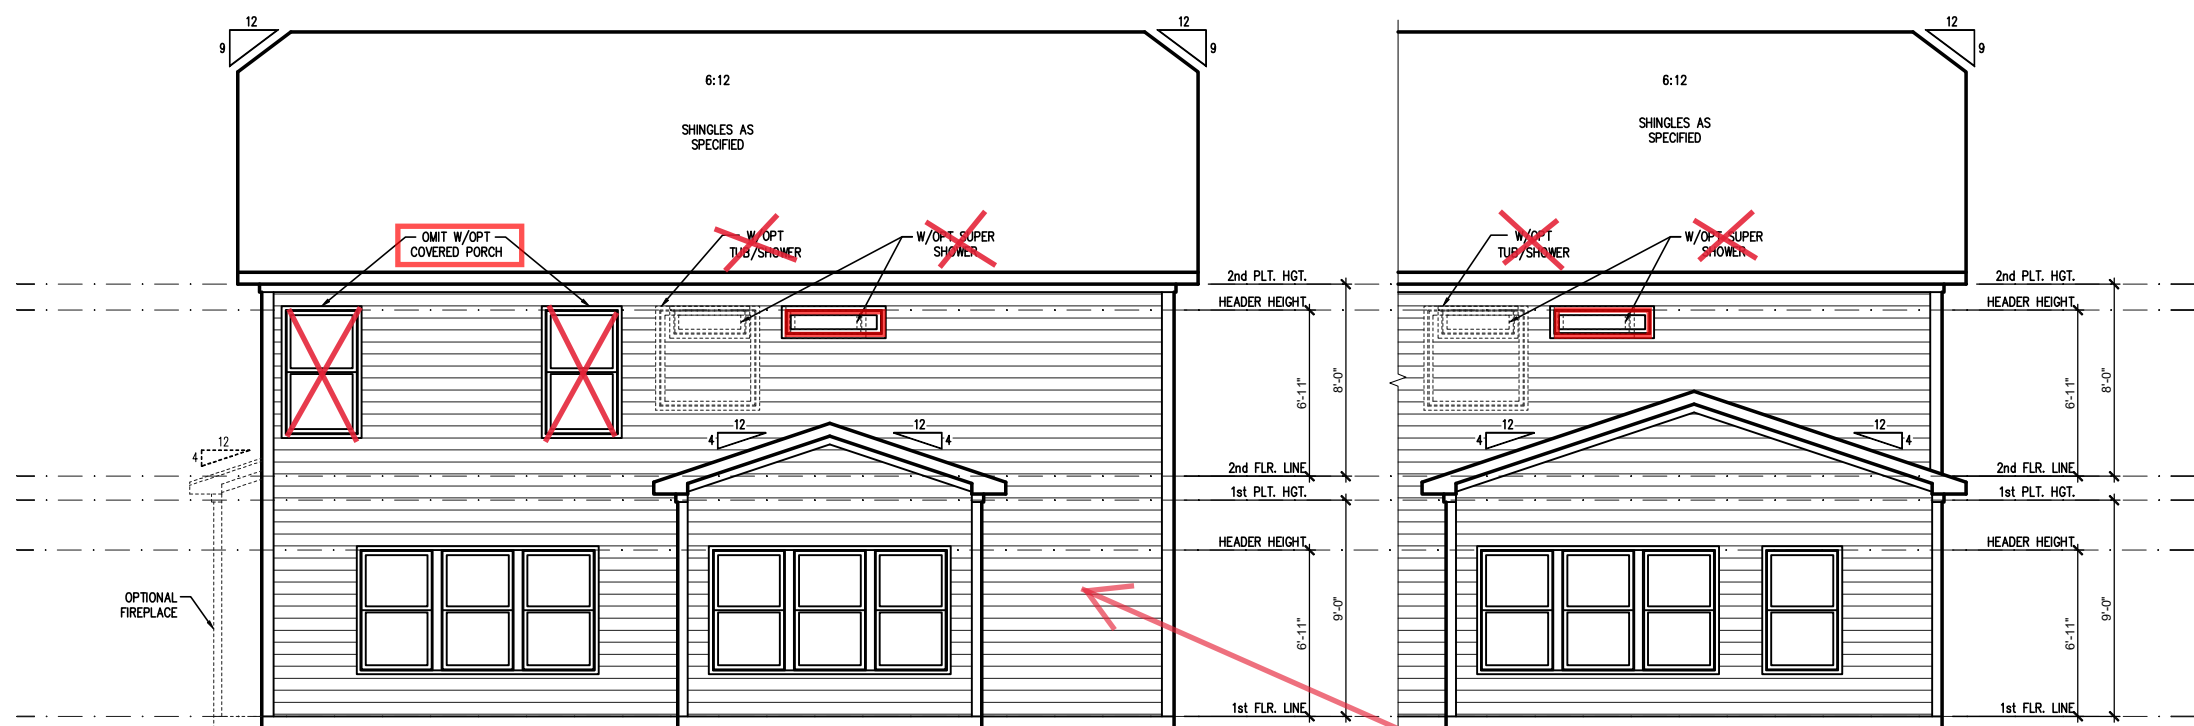 12
9
12
9
6:12
SHINGLES AS
SPECIFIED
OMIT W/OPT
COVERED PORCH
W/OPT
TUB/SHOWER
W/OPT SUPER
SHOWER
2nd PLT. HGT.
HEADER HEIGHT
6'-11"
8'-0"
12
4
12
4
12
4
2nd FLR. LINE
1st PLT. HGT.
HEADER HEIGHT
6'-11"
9'-0"
OPTIONAL
FIREPLACE
1st FLR. LINE
12
9
6:12
SHINGLES AS
SPECIFIED
W/OPT
TUB/SHOWER
W/OPT SUPER
SHOWER
2nd PLT. HGT.
HEADER HEIGHT
6'-11"
8'-0"
12
4
12
4
2nd FLR. LINE
1st PLT. HGT.
HEADER HEIGHT
6'-11"
9'-0"
1st FLR. LINE